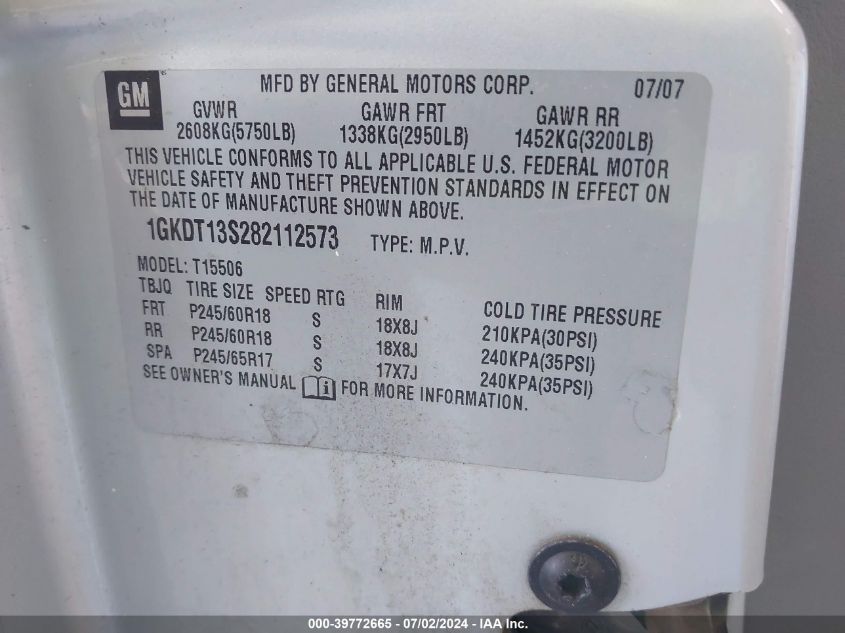 GM
MFD BY GENERAL MOTORS CORP. 07/07
GVWR GAWR FRT GAWR RR
2608KG(5750LB) 1338KG(2950LB) 1452KG(3200LB)
THIS VEHICLE CONFORMS TO ALL APPLICABLE U.S. FEDERAL MOTOR
VEHICLE SAFETY AND THEFT PREVENTION STANDARDS IN EFFECT ON
THE DATE OF MANUFACTURE SHOWN ABOVE.
1GKDT13S282112573 TYPE: M.P.V.
MODEL: T15506
TBJQ TIRE SIZE SPEED RTG RIM COLD TIRE PRESSURE
FRT P245/60R18 S 18X8J 210KPA(30PSI)
RR P245/60R18 S 18X8J 240KPA(35PSI)
SPA P245/65R17 S 17X7J 240KPA(35PSI)
SEE OWNER'S MANUAL i FOR MORE INFORMATION.
000-39772665 - 07/02/2024 - IAA Inc.